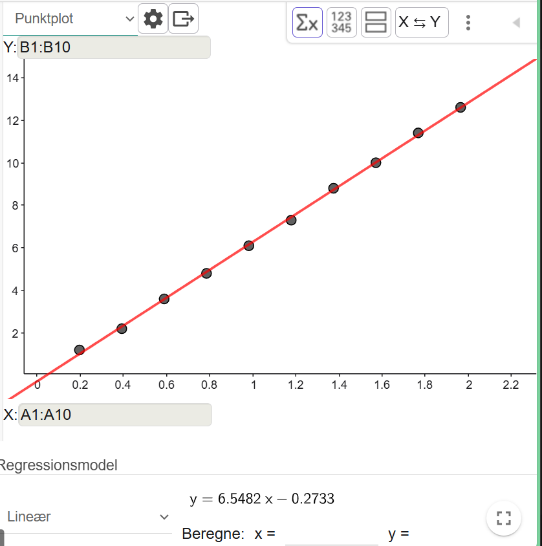 Punktplot
Σx 123 345 X ⇆ Y
Y: B1:B10
14
12
10
8
6
4
2
0 0.2 0.4 0.6 0.8 1 1.2 1.4 1.6 1.8 2 2.2
X: A1:A10
Regressionsmodel
y = 6.5482 x − 0.2733
Lineær
Beregne: x = y =